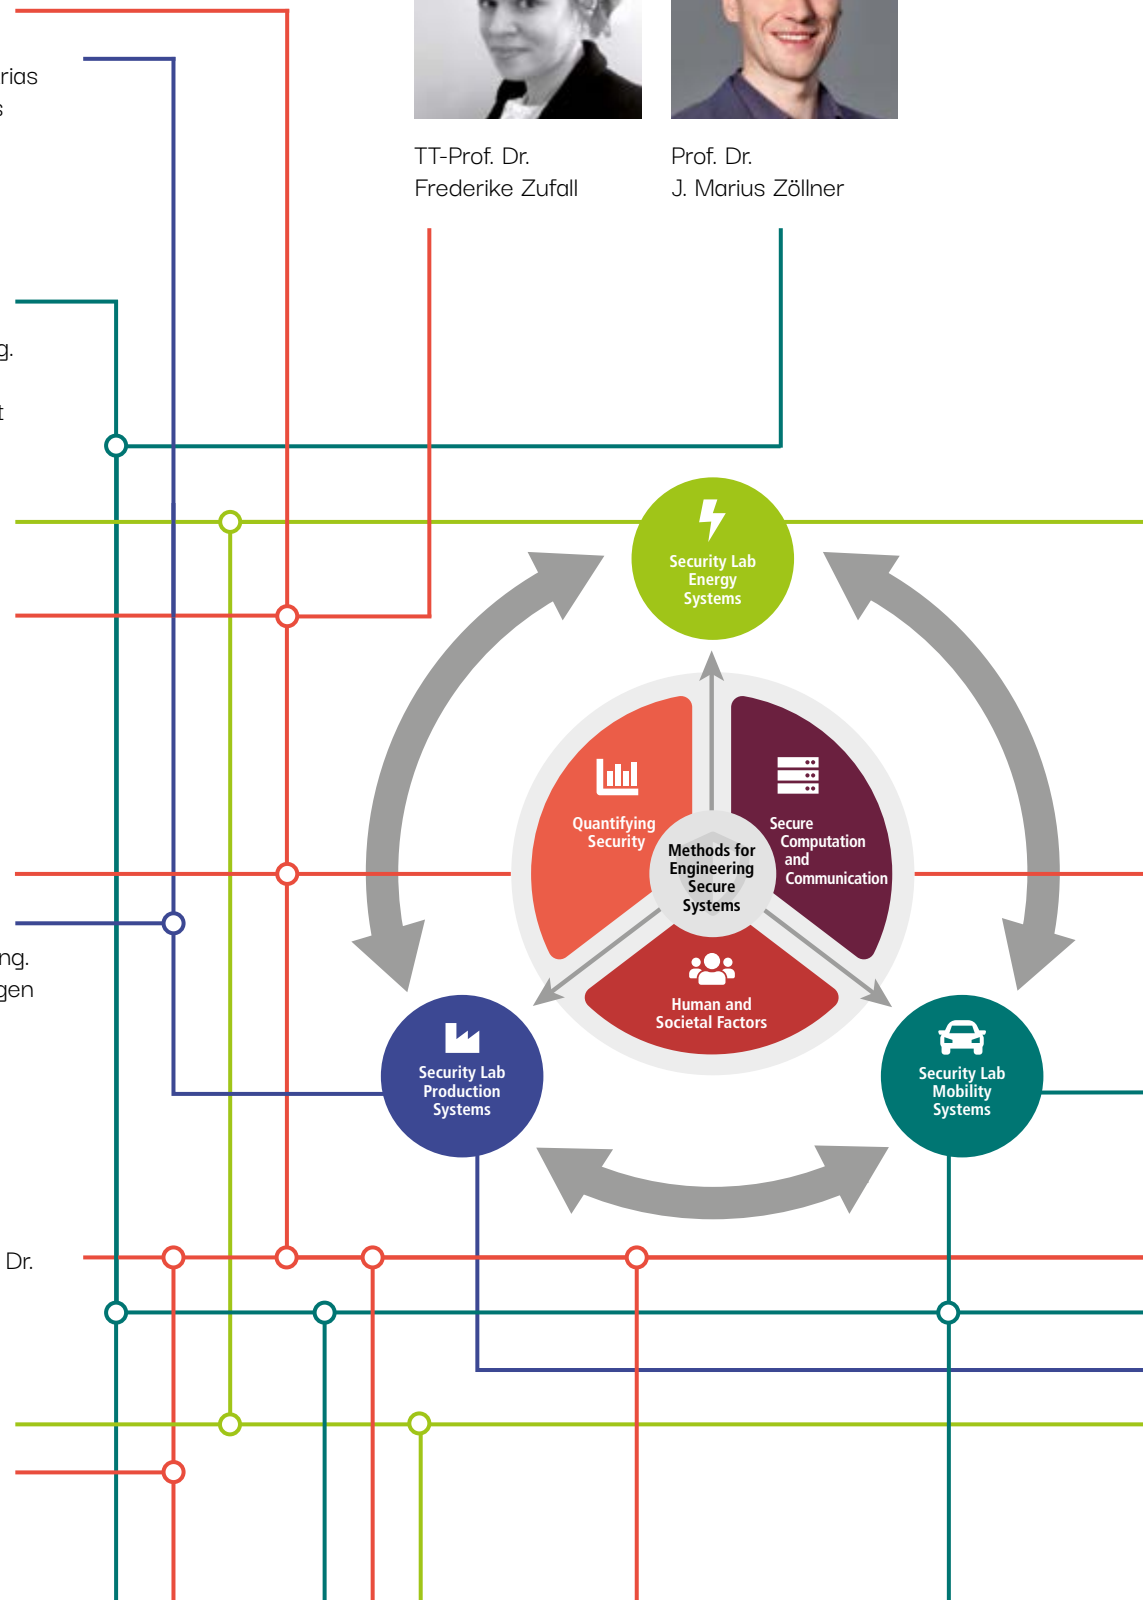 rias
s
TT-Prof. Dr.
Frederike Zufall
Prof. Dr.
J. Marius Zöllner
g.
t
Security Lab
Energy
Systems
Quantifying
Security
Secure
Computation
and
Communication
Methods for
Engineering
Secure
Systems
ng.
gen
Human and
Societal Factors
Security Lab
Production
Systems
Security Lab
Mobility
Systems
Dr.